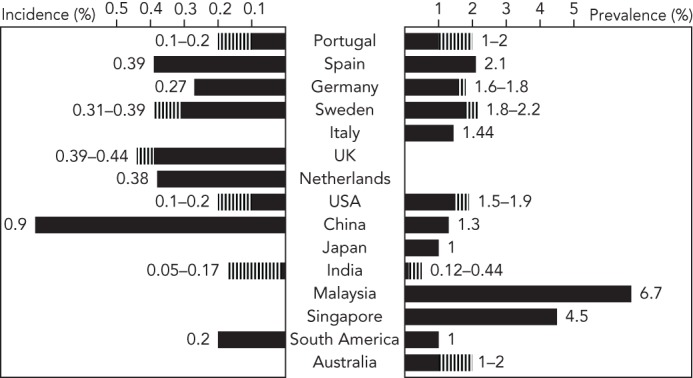 Incidence (%) 0.5 0.4 0.3 0.2 0.1 1 2 3 4 5 Prevalence (%)
0.1–0.2 Portugal 1–2
0.39 Spain 2.1
0.27 Germany 1.6–1.8
0.31–0.39 Sweden 1.8–2.2
Italy 1.44
0.39–0.44 UK
0.38 Netherlands
0.1–0.2 USA 1.5–1.9
0.9 China 1.3
Japan 1
0.05–0.17 India 0.12–0.44
Malaysia 6.7
Singapore 4.5
0.2 South America 1
Australia 1–2